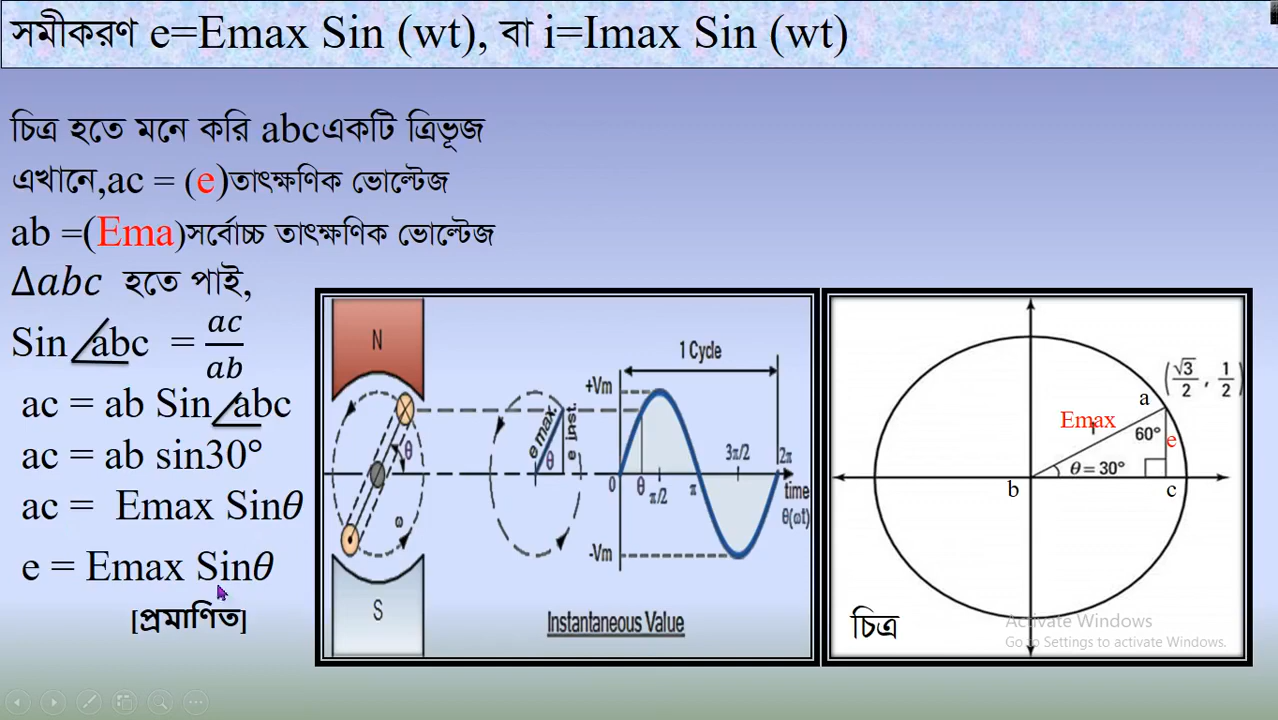 সমীকরণ e=Emax Sin (wt), বা i=Imax Sin (wt)
চিত্র হতে মনে করি abcএকটি ত্রিভূজ
এখানে,ac = (e)তাৎক্ষণিক ভোল্টেজ
ab =(Ema)সর্বোচ্চ তাৎক্ষণিক ভোল্টেজ
Δabc হতে পাই,
Sin∠abc = ac/ab
ac = ab Sin∠abc
ac = ab sin30°
ac = Emax Sinθ
e = Emax Sinθ
[প্রমাণিত]
N
θ
ω
S
e max.
e inst.
θ
1 Cycle
+Vm
3π/2
2π
0
θ
π/2
π
time
θ(ωt)
-Vm
Instantaneous Value
(√3/2 , 1/2)
a
Emax
1
60°
e
θ = 30°
b
c
চিত্র
Activate Windows
Go to Settings to activate Windows.